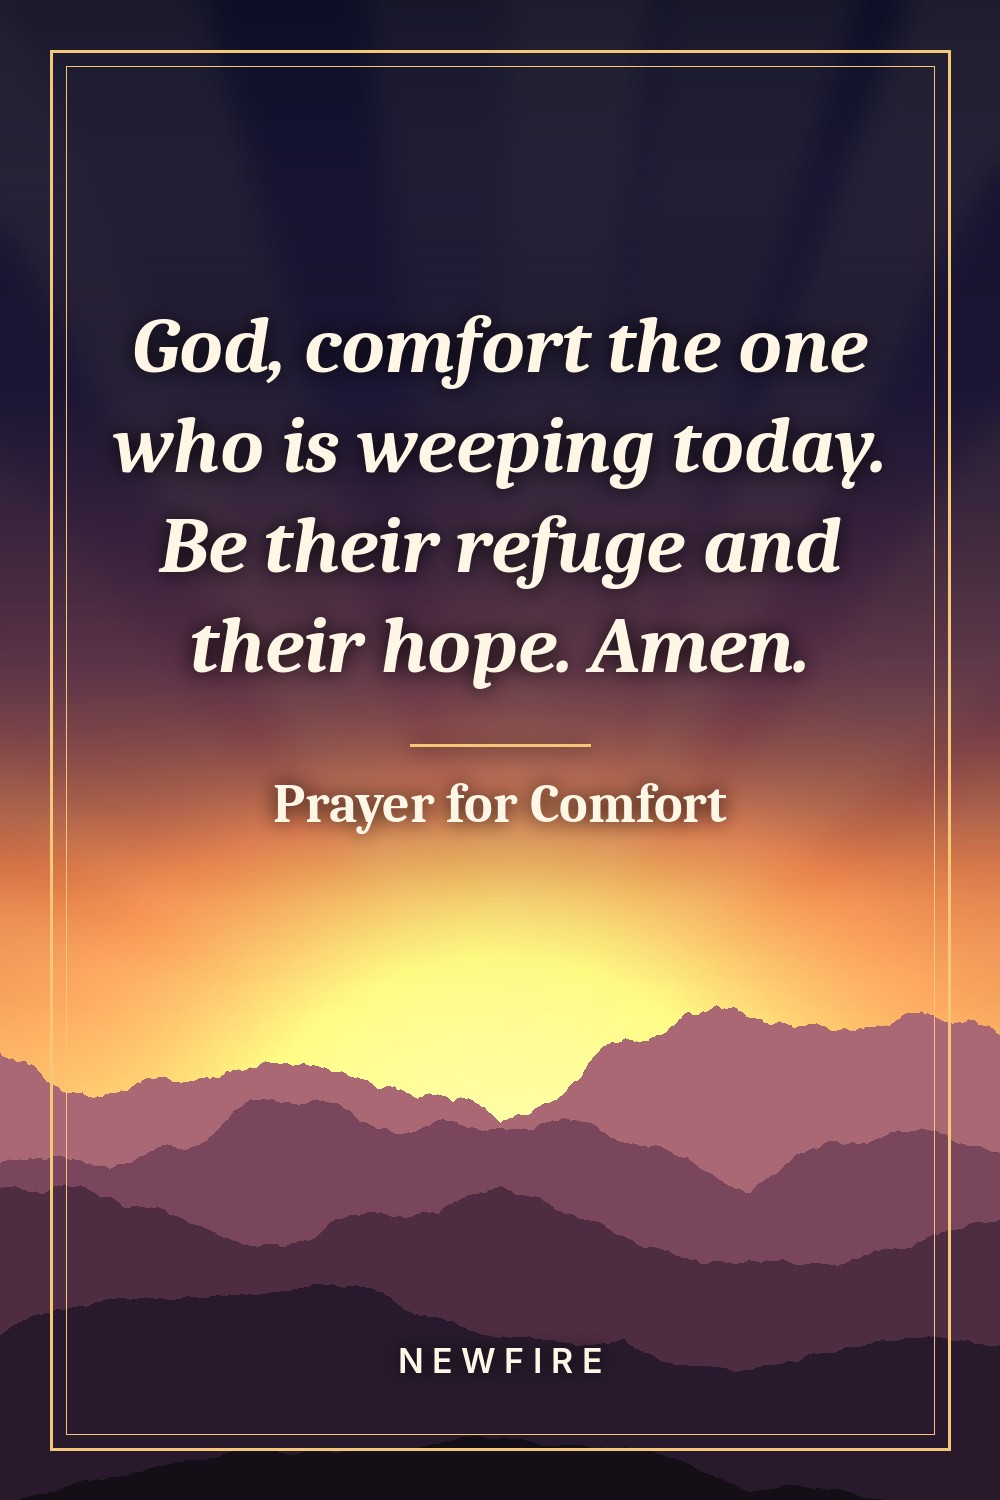 God, comfort the one
who is weeping today.
Be their refuge and
their hope. Amen.
Prayer for Comfort
NEWFIRE